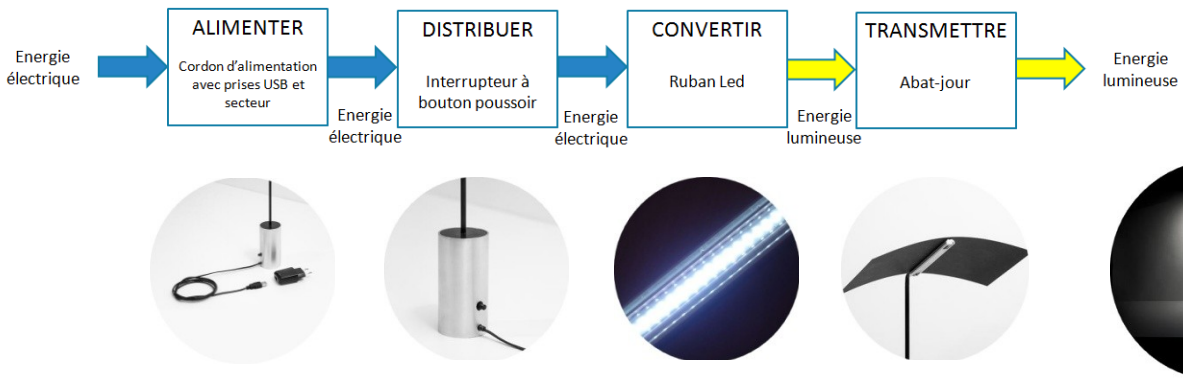 Energie
électrique
ALIMENTER
Cordon d'alimentation
avec prises USB et
secteur
Energie
électrique
DISTRIBUER
Interrupteur à
bouton poussoir
Energie
électrique
CONVERTIR
Ruban Led
Energie
lumineuse
TRANSMETTRE
Abat-jour
Energie
lumineuse